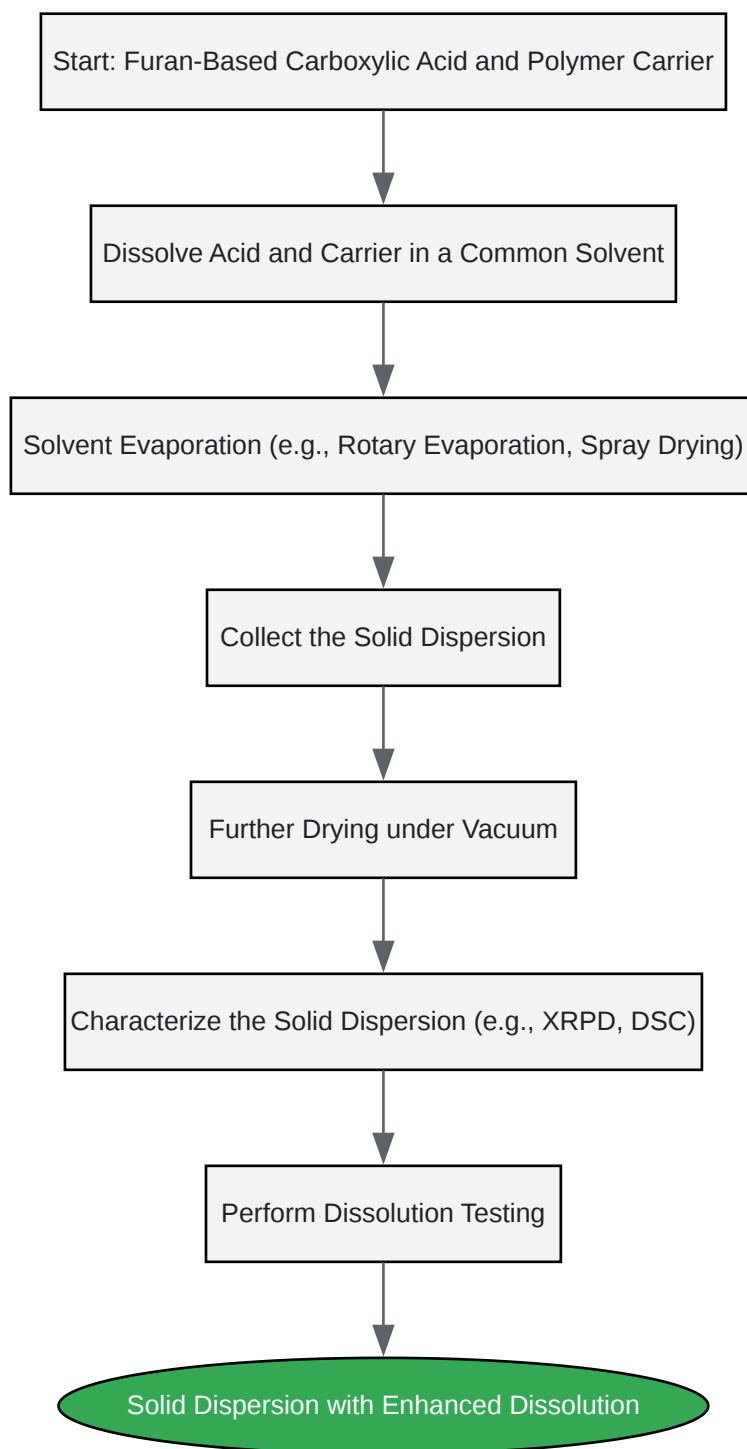 Start: Furan-Based Carboxylic Acid and Polymer Carrier
Dissolve Acid and Carrier in a Common Solvent
Solvent Evaporation (e.g., Rotary Evaporation, Spray Drying)
Collect the Solid Dispersion
Further Drying under Vacuum
Characterize the Solid Dispersion (e.g., XRPD, DSC)
Perform Dissolution Testing
Solid Dispersion with Enhanced Dissolution